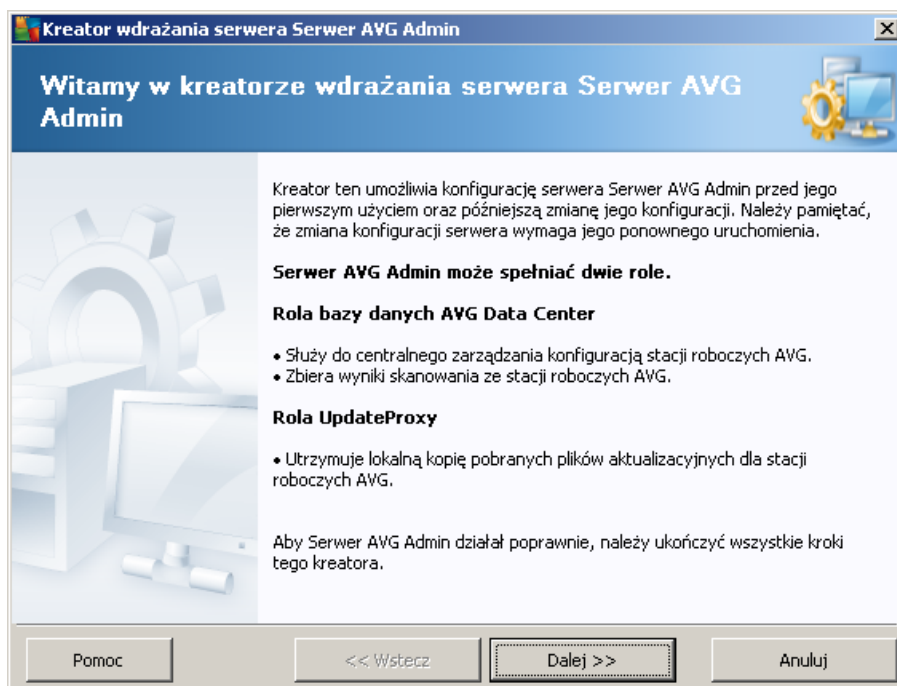 Kreator wdrażania serwera Serwer AVG Admin
Witamy w kreatorze wdrażania serwera Serwer AVG
Admin
Kreator ten umożliwia konfigurację serwera Serwer AVG Admin przed jego
pierwszym użyciem oraz późniejszą zmianę jego konfiguracji. Należy pamiętać,
że zmiana konfiguracji serwera wymaga jego ponownego uruchomienia.
Serwer AVG Admin może spełniać dwie role.
Rola bazy danych AVG Data Center
• Służy do centralnego zarządzania konfiguracją stacji roboczych AVG.
• Zbiera wyniki skanowania ze stacji roboczych AVG.
Rola UpdateProxy
• Utrzymuje lokalną kopię pobranych plików aktualizacyjnych dla stacji
roboczych AVG.
Aby Serwer AVG Admin działał poprawnie, należy ukończyć wszystkie kroki
tego kreatora.
Pomoc
<< Wstecz
Dalej >>
Anuluj